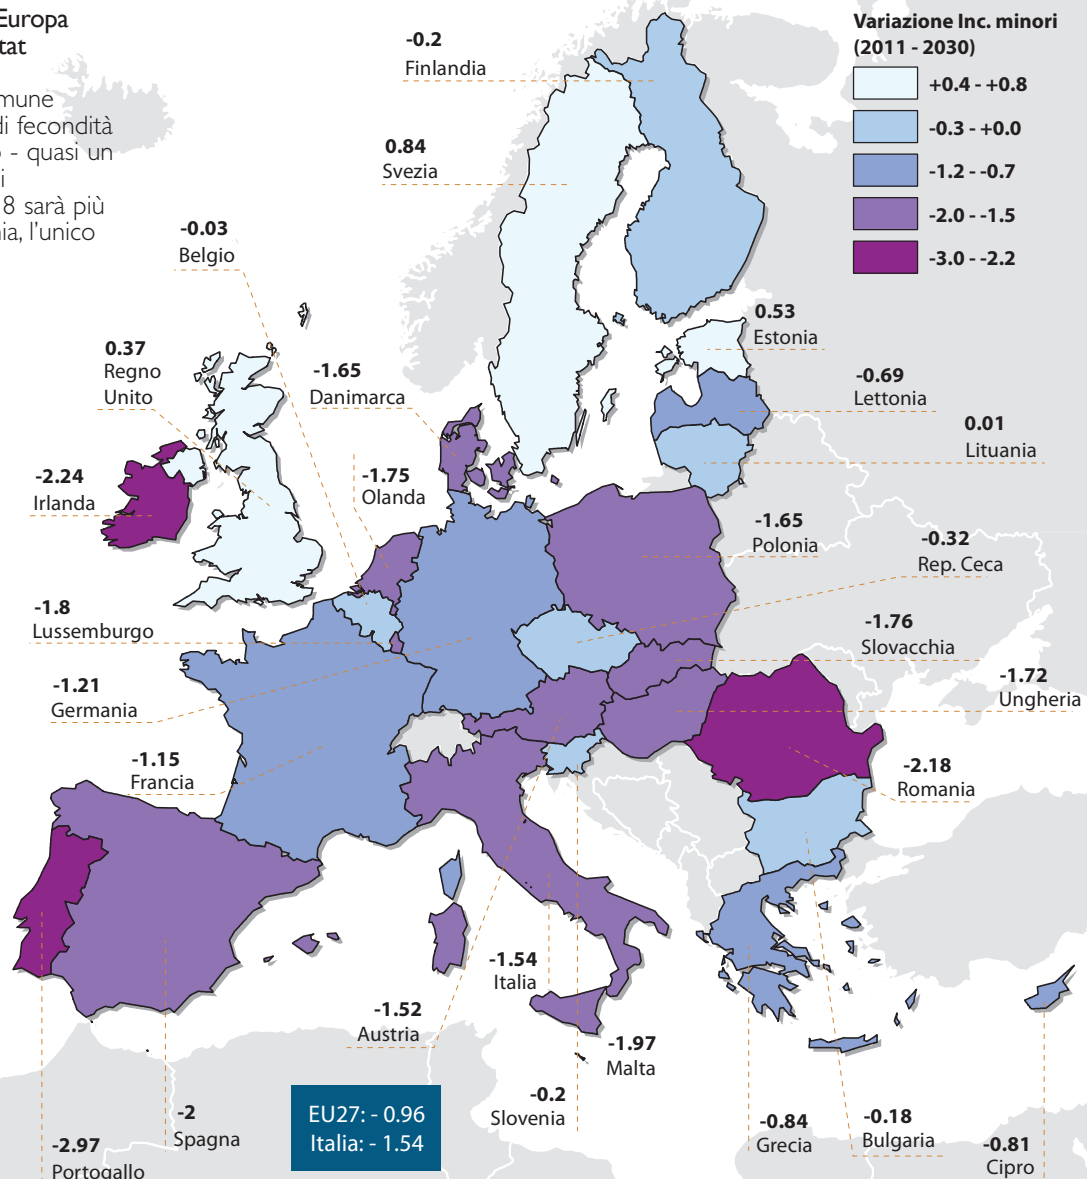 Europa
tat
mune
di fecondità
- quasi un
i
8 sarà più
nia, l'unico
Variazione Inc. minori
(2011 - 2030)
+0.4 - +0.8
-0.3 - +0.0
-1.2 - -0.7
-2.0 - -1.5
-3.0 - -2.2
-0.2
Finlandia
0.84
Svezia
-0.03
Belgio
0.53
Estonia
0.37
Regno
Unito
-1.65
Danimarca
-0.69
Lettonia
0.01
Lituania
-2.24
Irlanda
-1.75
Olanda
-1.65
Polonia
-0.32
Rep. Ceca
-1.8
Lussemburgo
-1.76
Slovacchia
-1.21
Germania
-1.72
Ungheria
-1.15
Francia
-2.18
Romania
-1.54
Italia
-1.52
Austria
-1.97
Malta
-0.2
Slovenia
EU27: - 0.96
Italia: - 1.54
-2
Spagna
-2.97
Portogallo
-0.84
Grecia
-0.18
Bulgaria
-0.81
Cipro